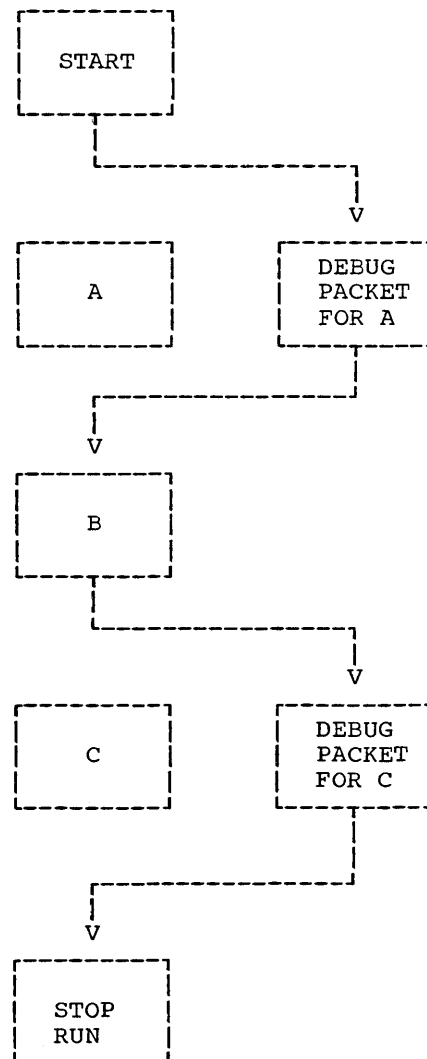 START
V
A
DEBUG
PACKET
FOR A
V
B
V
C
DEBUG
PACKET
FOR C
V
STOP
RUN